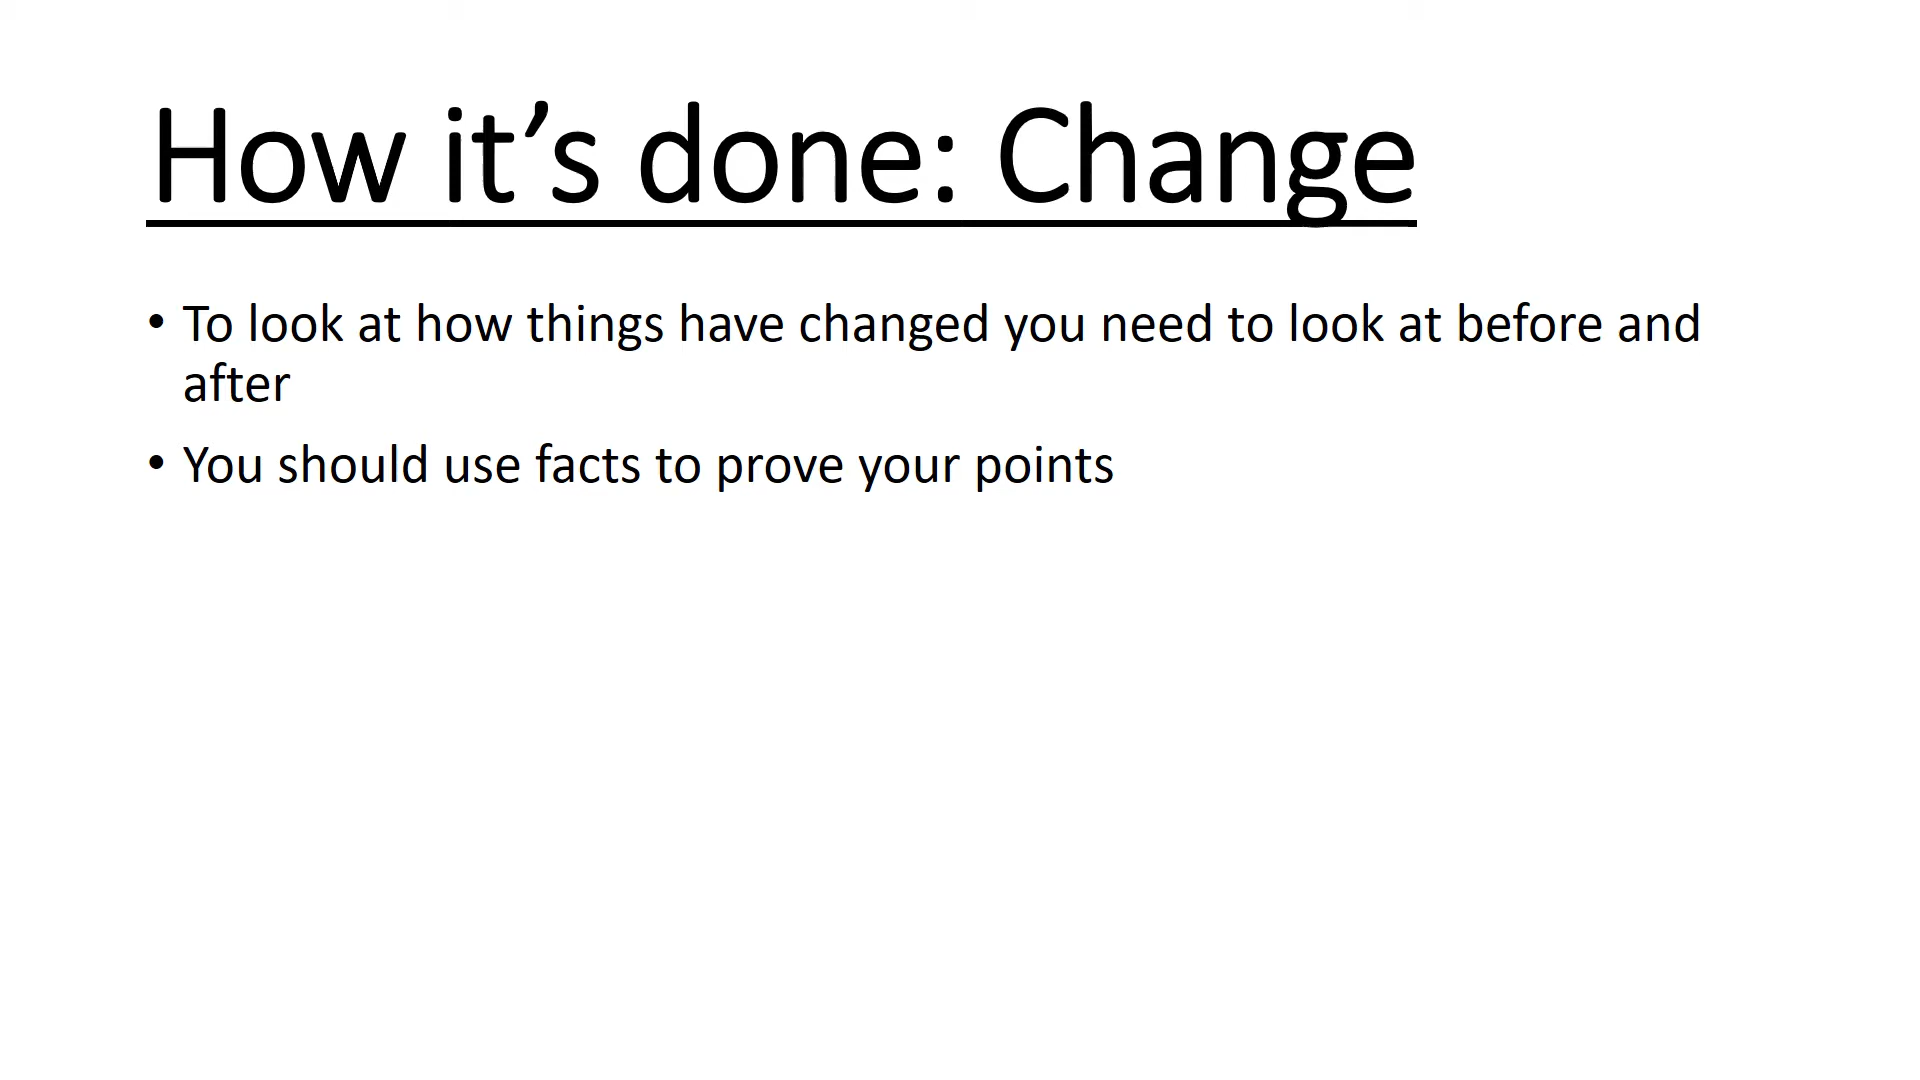 How it’s done: Change
• To look at how things have changed you need to look at before and
after
• You should use facts to prove your points